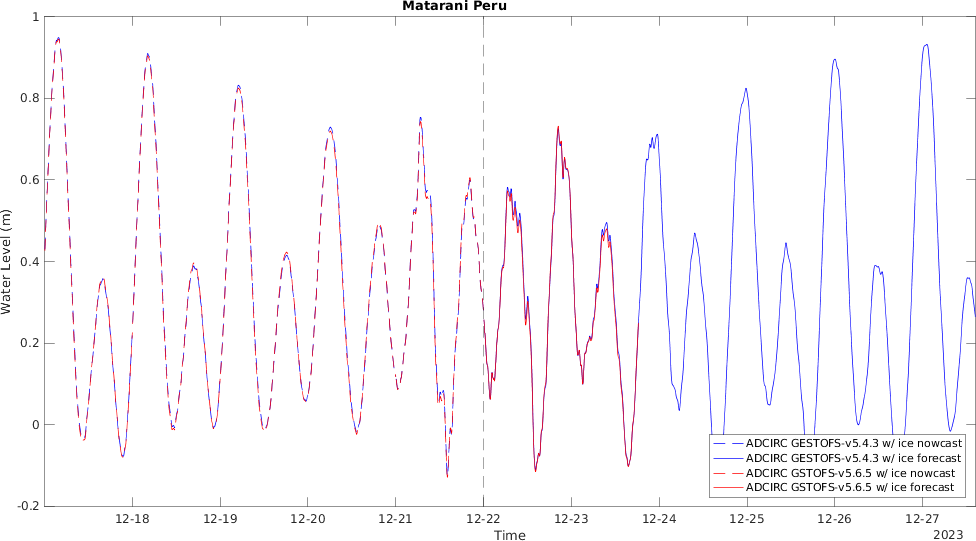 Matarani Peru
1
0.8
0.6
0.4
0.2
0
-0.2
Water Level (m)
ADCIRC GESTOFS-v5.4.3 w/ ice nowcast
ADCIRC GESTOFS-v5.4.3 w/ ice forecast
ADCIRC GSTOFS-v5.6.5 w/ ice nowcast
ADCIRC GSTOFS-v5.6.5 w/ ice forecast
12-18 12-19 12-20 12-21 12-22 12-23 12-24 12-25 12-26 12-27
Time
2023